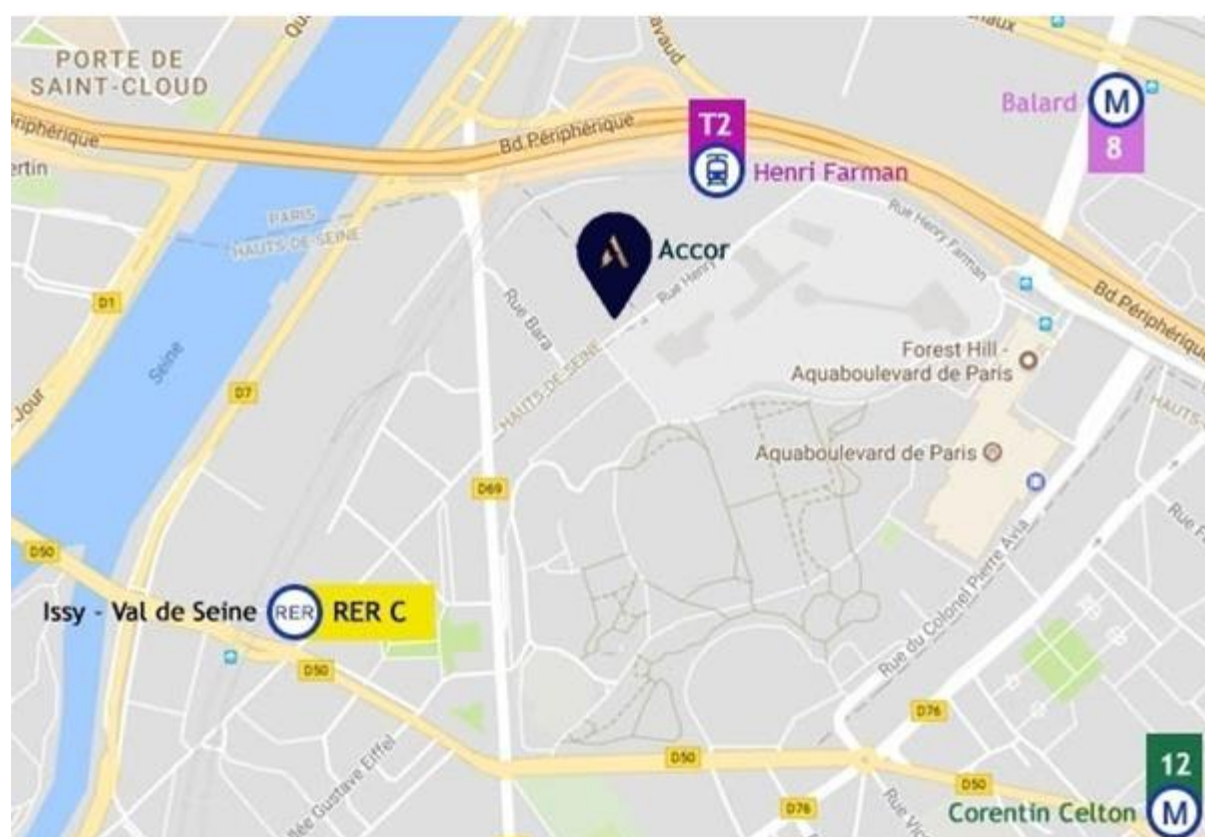 PORTE DE
SAINT-CLOUD
Bd Périphérique
T2
Henri Farman
Balard
M
8
PARIS
HAUTS-DE-SEINE
Accor
Rue Henry
Rue Henry Farman
Bd Périphérique
D1
Rue Bara
Seine
HAUTS-DE-SEINE
Forest Hill -
Aquaboulevard de Paris
D7
Jour
Aquaboulevard de Paris
D69
D50
Rue du Colonel Pierre Avia
Issy - Val de Seine
RER
RER C
D50
D76
D50
D50
12
D76
Corentin Celton
M